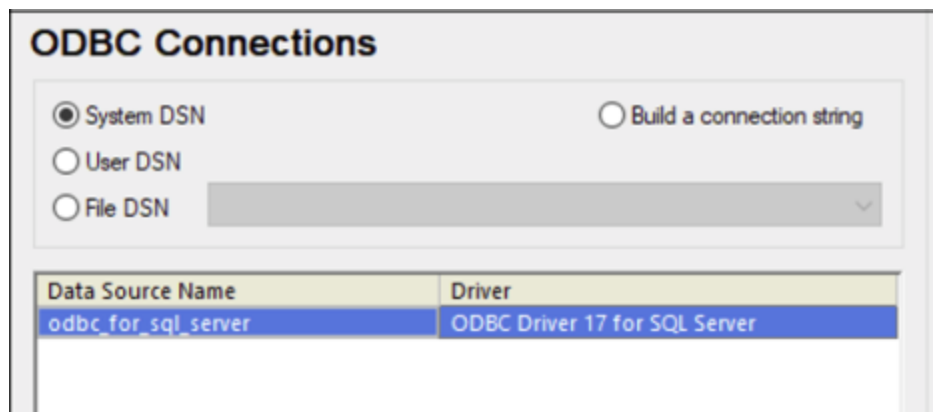 ODBC Connections
System DSN Build a connection string
User DSN
File DSN
Data Source Name Driver
odbc_for_sql_server ODBC Driver 17 for SQL Server